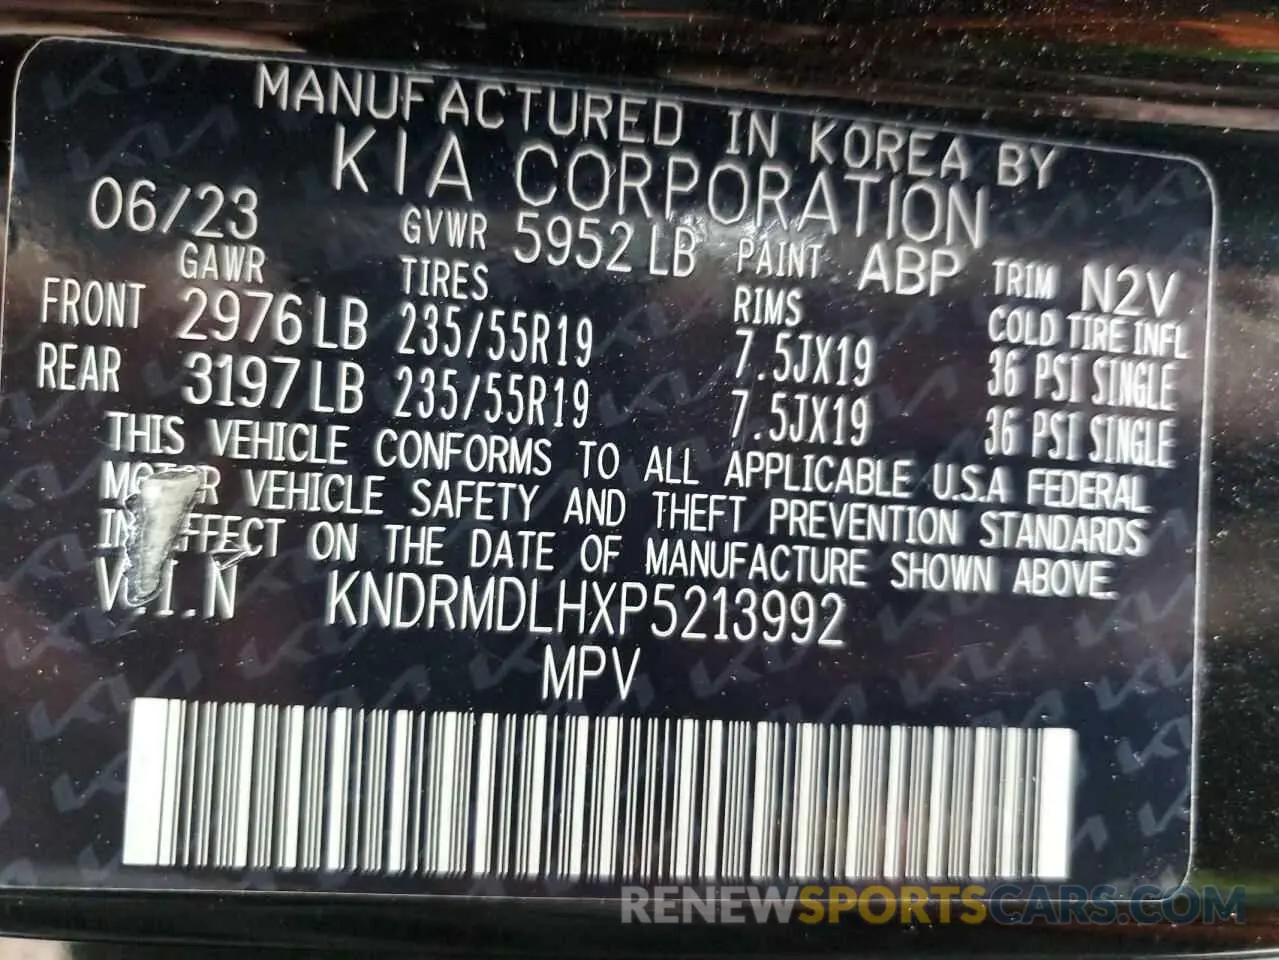 MANUFACTURED IN KOREA BY
KIA CORPORATION
06/23 GVWR 5952 LB PAINT ABP TRIM N2V
GAWR TIRES RIMS COLD TIRE INFL
FRONT 2976 LB 235/55R19 7.5JX19 36 PSI SINGLE
REAR 3197 LB 235/55R19 7.5JX19 36 PSI SINGLE
THIS VEHICLE CONFORMS TO ALL APPLICABLE U.S.A FEDERAL
MOTOR VEHICLE SAFETY AND THEFT PREVENTION STANDARDS
IN EFFECT ON THE DATE OF MANUFACTURE SHOWN ABOVE.
V.I.N KNDRMDLHXP5213992
MPV
RENEWSPORTSCARS.COM